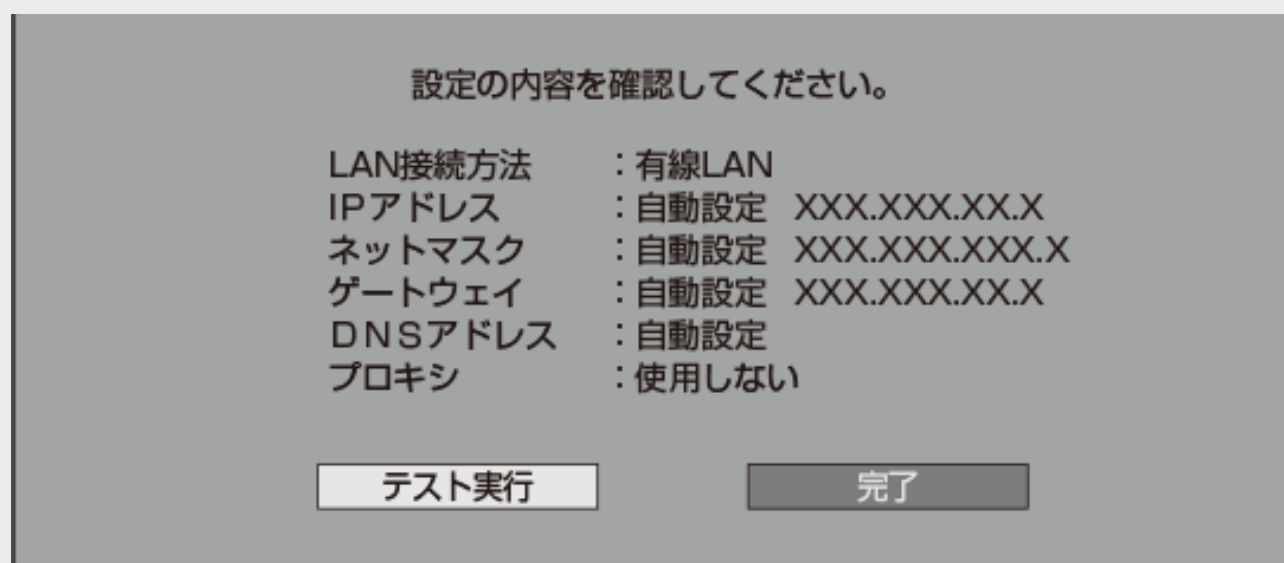 設定の内容を確認してください。
LAN接続方法 :有線LAN
IPアドレス :自動設定 XXX.XXX.XX.X
ネットマスク :自動設定 XXX.XXX.XXX.X
ゲートウェイ :自動設定 XXX.XXX.XX.X
DNSアドレス :自動設定
プロキシ :使用しない
テスト実行 完了